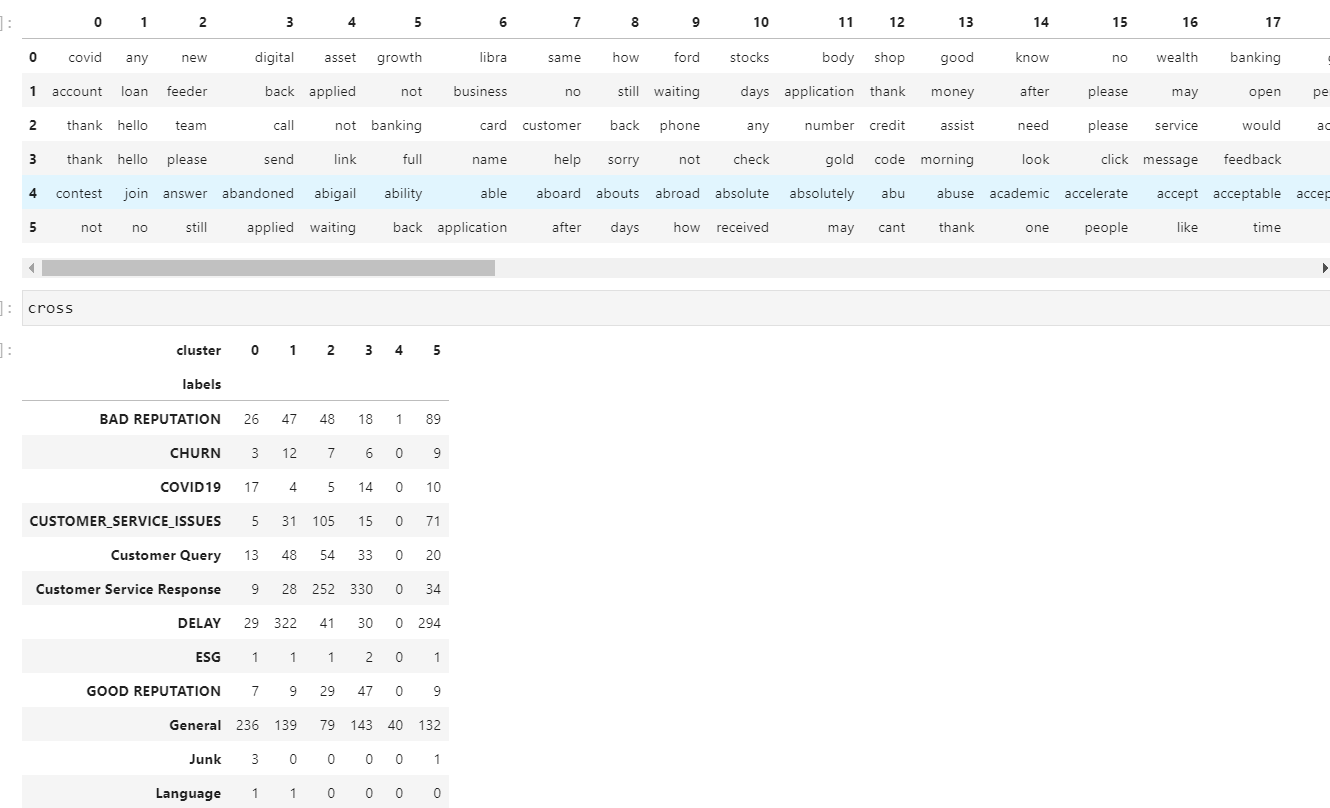 ]: 0 1 2 3 4 5 6 7 8 9 10 11 12 13 14 15 16 17
0 covid any new digital asset growth libra same how ford stocks body shop good know no wealth banking
1 account loan feeder back applied not business no still waiting days application thank money after please may open
2 thank hello team call not banking card customer back phone any number credit assist need please service would
3 thank hello please send link full name help sorry not check gold code morning look click message feedback
4 contest join answer abandoned abigail ability able aboard abouts abroad absolute absolutely abu abuse academic accelerate accept acceptable
5 not no still applied waiting back application after days how received may cant thank one people like time
]: cross
]: cluster 0 1 2 3 4 5
labels
BAD REPUTATION 26 47 48 18 1 89
CHURN 3 12 7 6 0 9
COVID19 17 4 5 14 0 10
CUSTOMER_SERVICE_ISSUES 5 31 105 15 0 71
Customer Query 13 48 54 33 0 20
Customer Service Response 9 28 252 330 0 34
DELAY 29 322 41 30 0 294
ESG 1 1 1 2 0 1
GOOD REPUTATION 7 9 29 47 0 9
General 236 139 79 143 40 132
Junk 3 0 0 0 0 1
Language 1 1 0 0 0 0